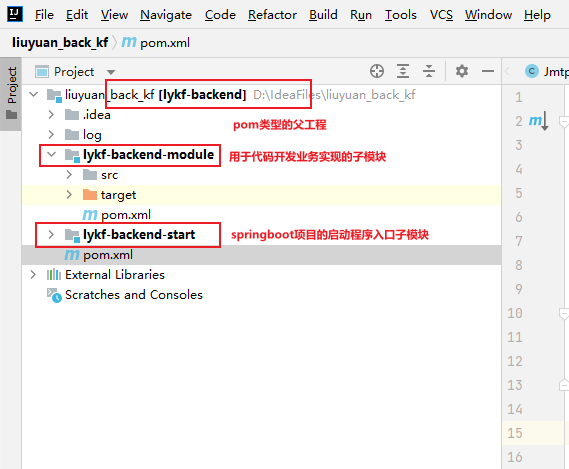 File Edit View Navigate Code Refactor Build Run Tools VCS Window Help
liuyuan_back_kf pom.xml
Project
Project
Jmtp
liuyuan_back_kf [lykf-backend] D:\IdeaFiles\liuyuan_back_kf
pom类型的父工程
.idea
log
lykf-backend-module 用于代码开发业务实现的子模块
src
target
pom.xml
lykf-backend-start springboot项目的启动程序入口子模块
pom.xml
External Libraries
Scratches and Consoles
1
2
3
4
5
6
7
8
9
10
11
12
13
14
15
16